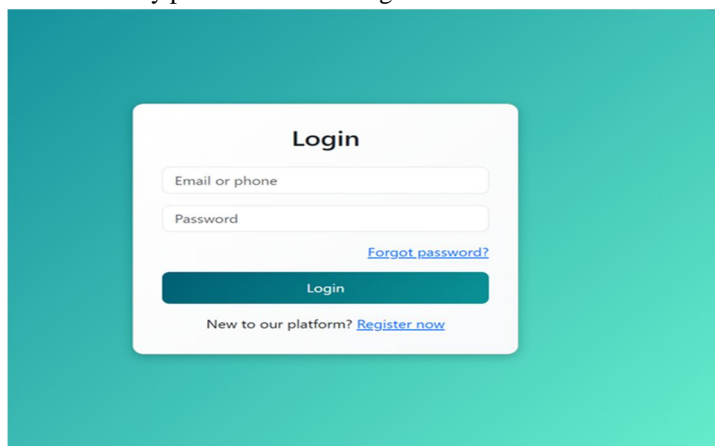 Login
Email or phone
Password
Forgot password?
Login
New to our platform? Register now